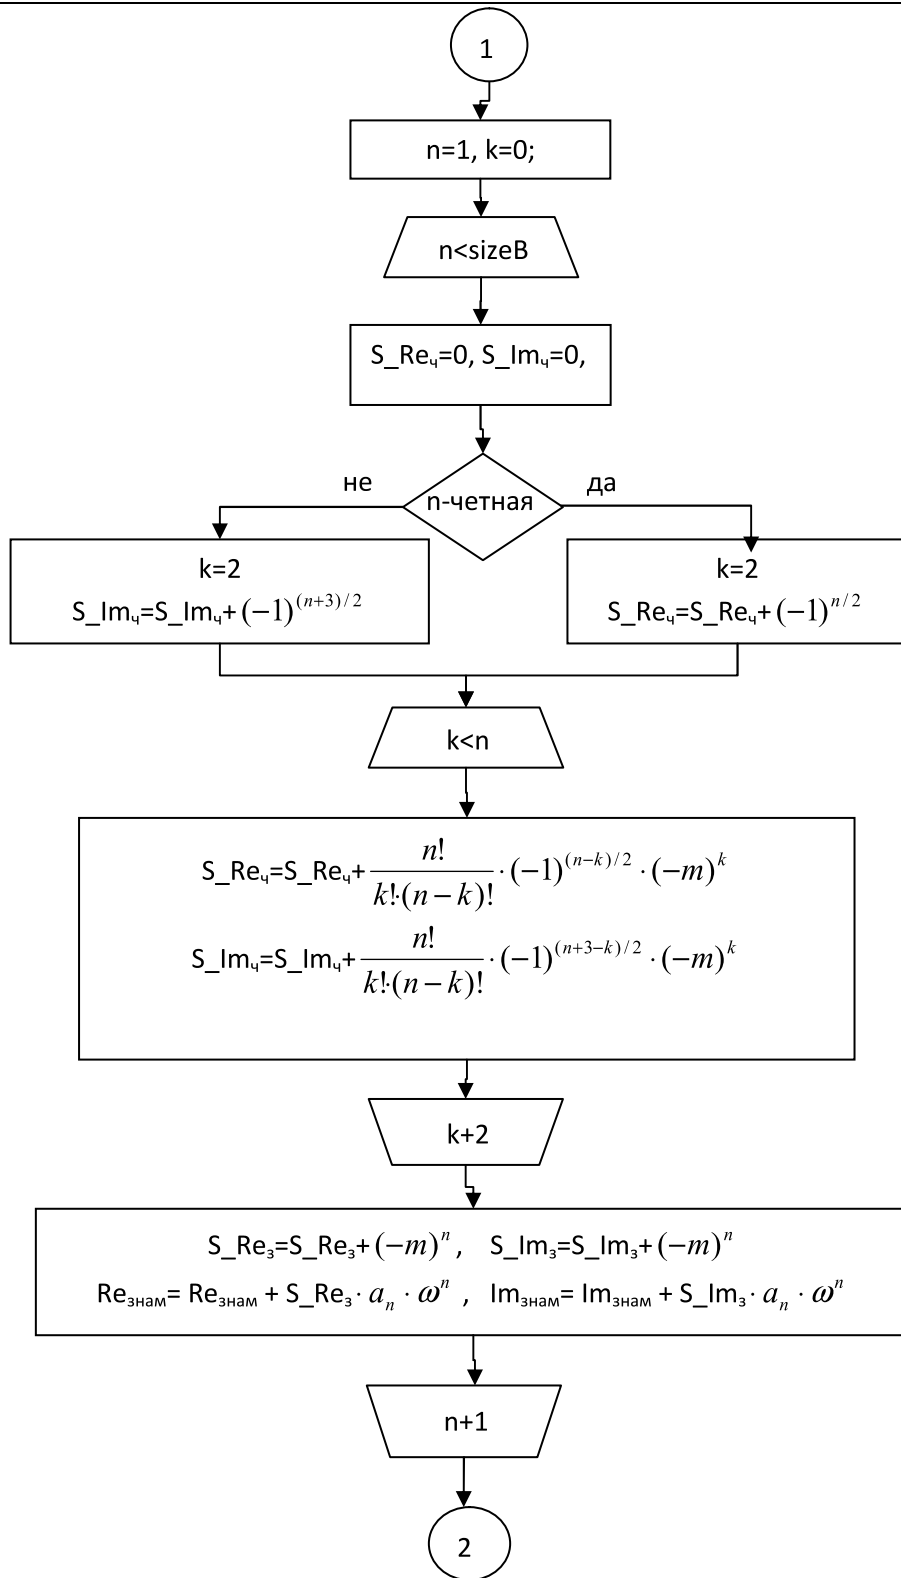 1
n=1, k=0;
n<sizeB
S_Reч=0, S_Imч=0,
n-четная
не
да
k=2
S_Imч=S_Imч+(−1)^{(n+3)/2}
k=2
S_Reч=S_Reч+(−1)^{n/2}
k<n
S_Reч=S_Reч+\frac{n!}{k!·(n−k)!}·(−1)^{(n−k)/2}·(−m)^k
S_Imч=S_Imч+\frac{n!}{k!·(n−k)!}·(−1)^{(n+3−k)/2}·(−m)^k
k+2
S_Reз=S_Reз+(−m)^n, S_Imз=S_Imз+(−m)^n
Reзнам= Reзнам + S_Reз·a_n·ω^n , Imзнам= Imзнам + S_Imз·a_n·ω^n
n+1
2